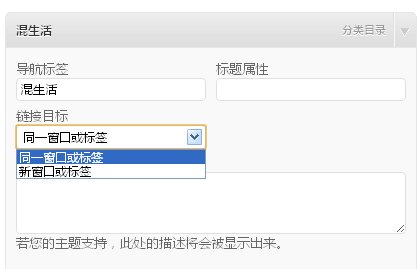 混生活 分类目录
导航标签 标题属性
混生活
链接目标
同一窗口或标签
同一窗口或标签
新窗口或标签
若您的主题支持，此处的描述将会被显示出来。